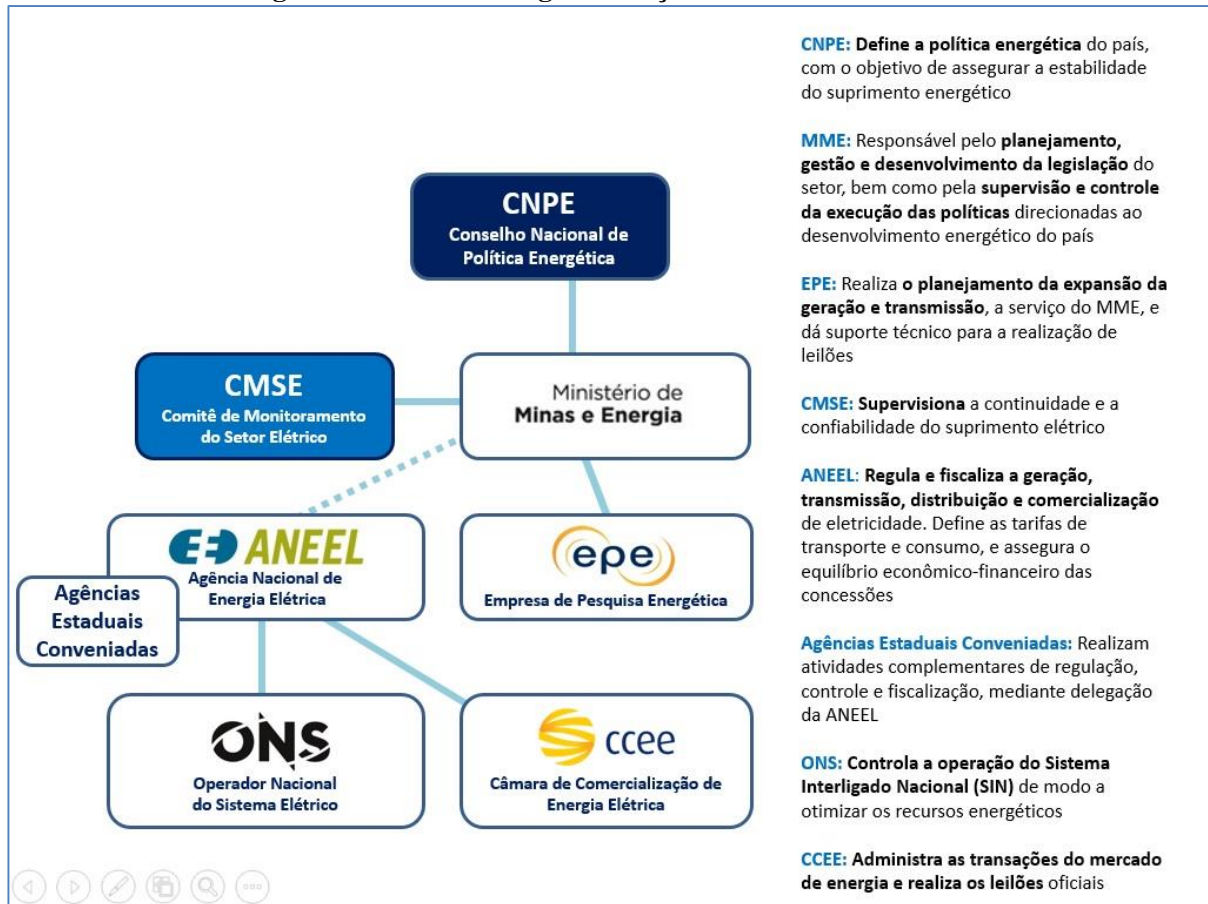 CNPE
Conselho Nacional de
Política Energética
CMSE
Comitê de Monitoramento
do Setor Elétrico
Ministério de
Minas e Energia
ANEEL
Agência Nacional de
Energia Elétrica
Agências
Estaduais
Conveniadas
epe
Empresa de Pesquisa Energética
ONS
Operador Nacional
do Sistema Elétrico
ccee
Câmara de Comercialização de
Energia Elétrica
CNPE: Define a política energética do país,
com o objetivo de assegurar a estabilidade
do suprimento energético
MME: Responsável pelo planejamento,
gestão e desenvolvimento da legislação do
setor, bem como pela supervisão e controle
da execução das políticas direcionadas ao
desenvolvimento energético do país
EPE: Realiza o planejamento da expansão da
geração e transmissão, a serviço do MME, e
dá suporte técnico para a realização de
leilões
CMSE: Supervisiona a continuidade e a
confiabilidade do suprimento elétrico
ANEEL: Regula e fiscaliza a geração,
transmissão, distribuição e comercialização
de eletricidade. Define as tarifas de
transporte e consumo, e assegura o
equilíbrio econômico-financeiro das
concessões
Agências Estaduais Conveniadas: Realizam
atividades complementares de regulação,
controle e fiscalização, mediante delegação
da ANEEL
ONS: Controla a operação do Sistema
Interligado Nacional (SIN) de modo a
otimizar os recursos energéticos
CCEE: Administra as transações do mercado
de energia e realiza os leilões oficiais